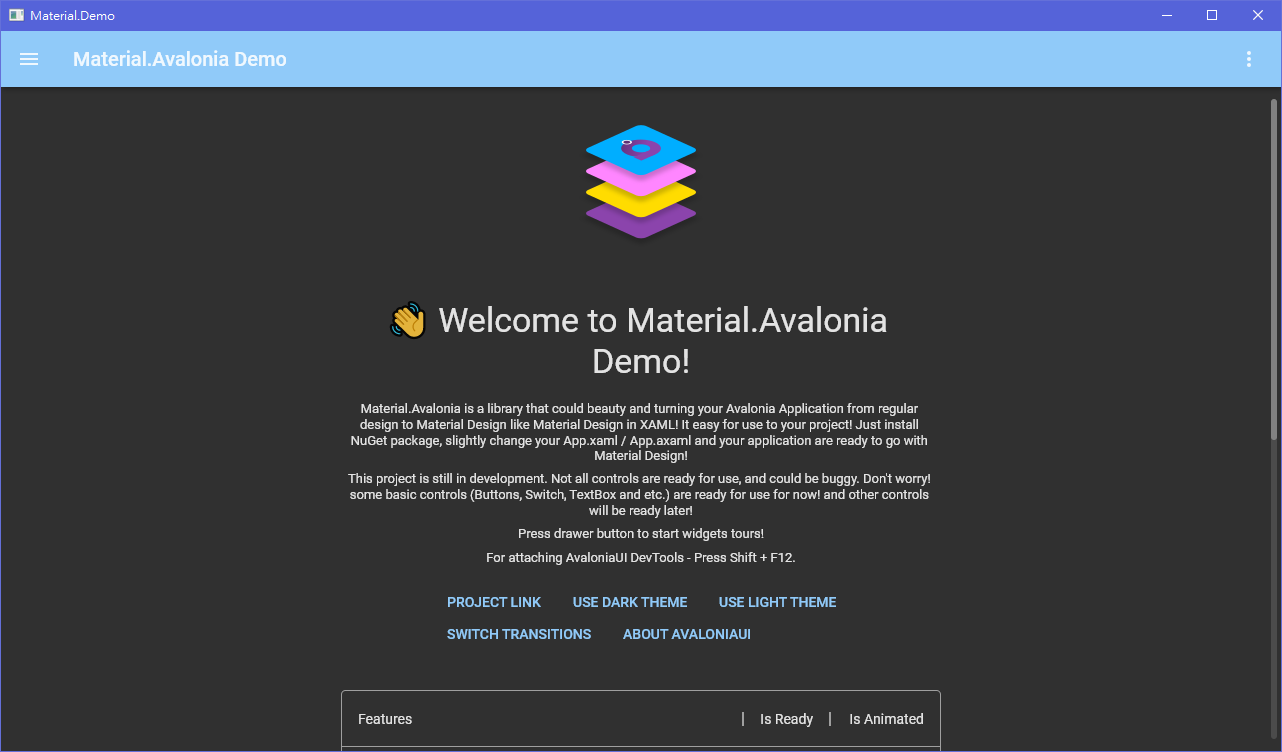 Material.Demo
Material.Avalonia Demo
👋 Welcome to Material.Avalonia
Demo!
Material.Avalonia is a library that could beauty and turning your Avalonia Application from regular
design to Material Design like Material Design in XAML! It easy for use to your project! Just install
NuGet package, slightly change your App.xaml / App.axaml and your application are ready to go with
Material Design!
This project is still in development. Not all controls are ready for use, and could be buggy. Don't worry!
some basic controls (Buttons, Switch, TextBox and etc.) are ready for use for now! and other controls
will be ready later!
Press drawer button to start widgets tours!
For attaching AvaloniaUI DevTools - Press Shift + F12.
PROJECT LINK USE DARK THEME USE LIGHT THEME
SWITCH TRANSITIONS ABOUT AVALONIAUI
Features | Is Ready | Is Animated